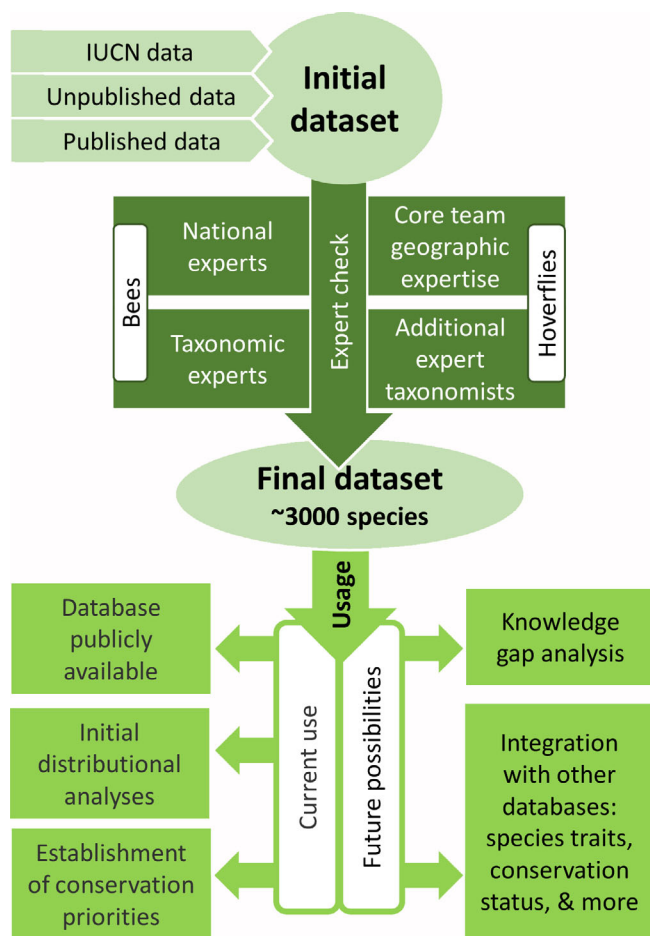 IUCN data
Unpublished data
Published data
Initial
dataset
Bees
National
experts
Taxonomic
experts
Expert check
Core team
geographic
expertise
Additional
expert
taxonomists
Hoverflies
Final dataset
~3000 species
Usage
Current use
Future possibilities
Database
publicly
available
Initial
distributional
analyses
Establishment
of conservation
priorities
Knowledge
gap analysis
Integration
with other
databases:
species traits,
conservation
status, & more